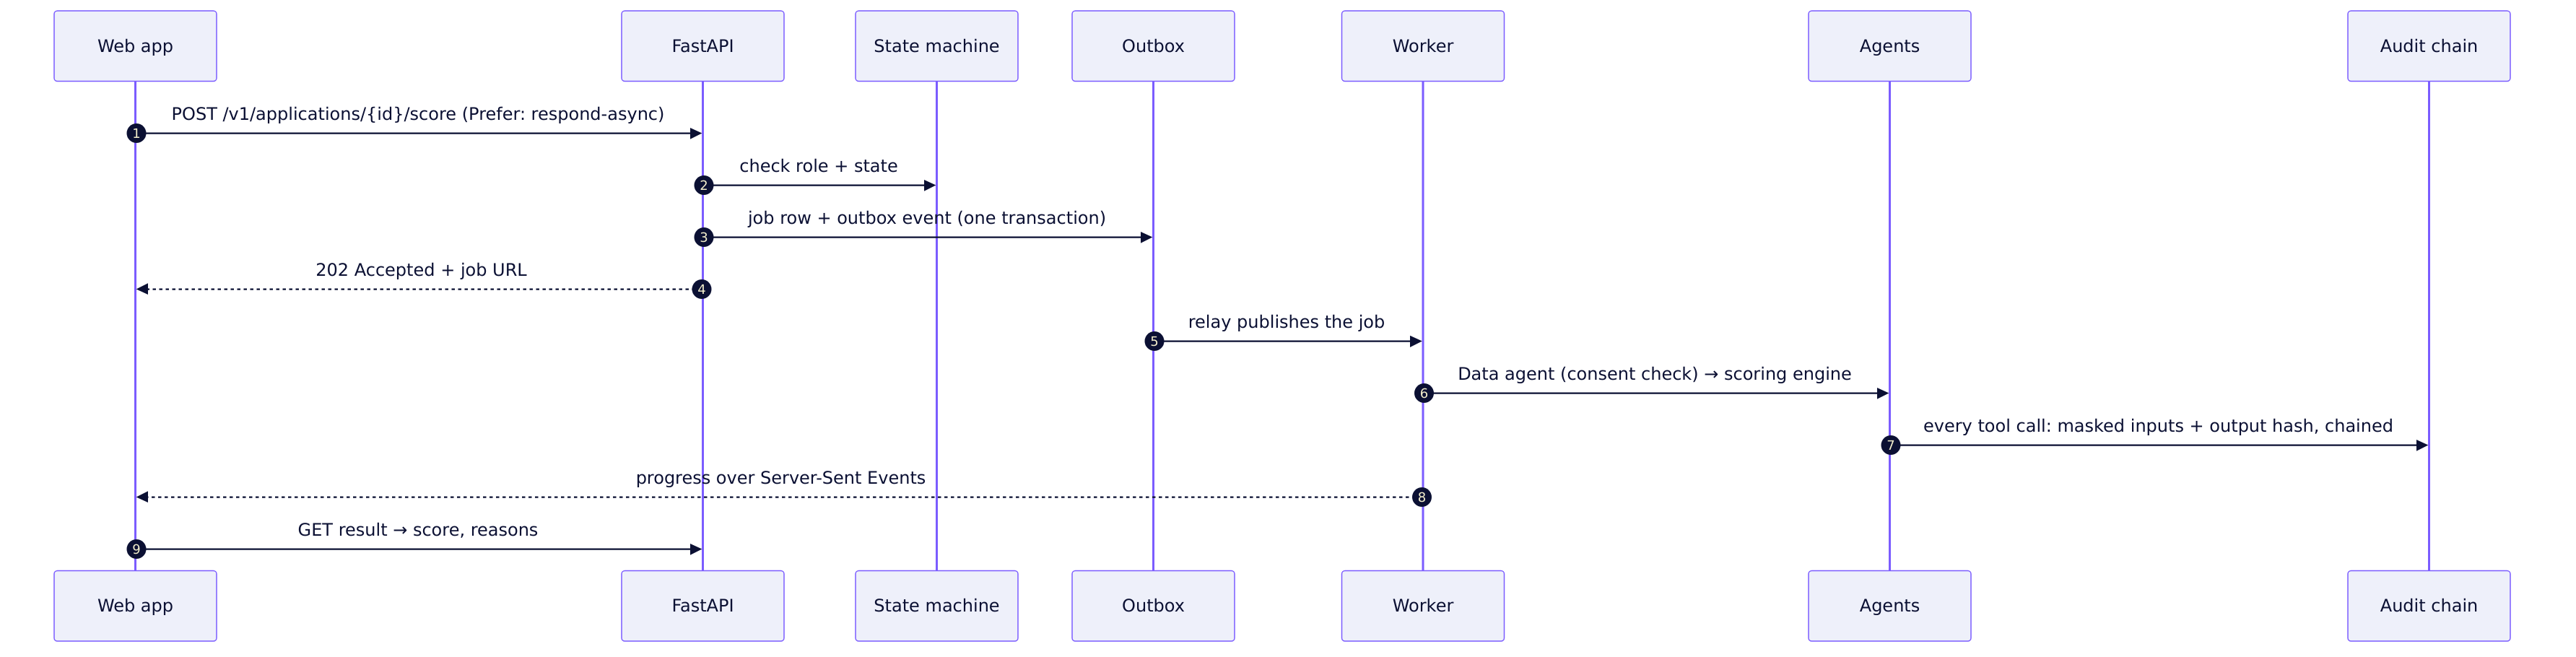 Web app
FastAPI
State machine
Outbox
Worker
Agents
Audit chain
POST /v1/applications/{id}/score (Prefer: respond-async)
1
check role + state
2
job row + outbox event (one transaction)
3
202 Accepted + job URL
4
relay publishes the job
5
Data agent (consent check) → scoring engine
6
every tool call: masked inputs + output hash, chained
7
progress over Server-Sent Events
8
GET result → score, reasons
9
Web app
FastAPI
State machine
Outbox
Worker
Agents
Audit chain